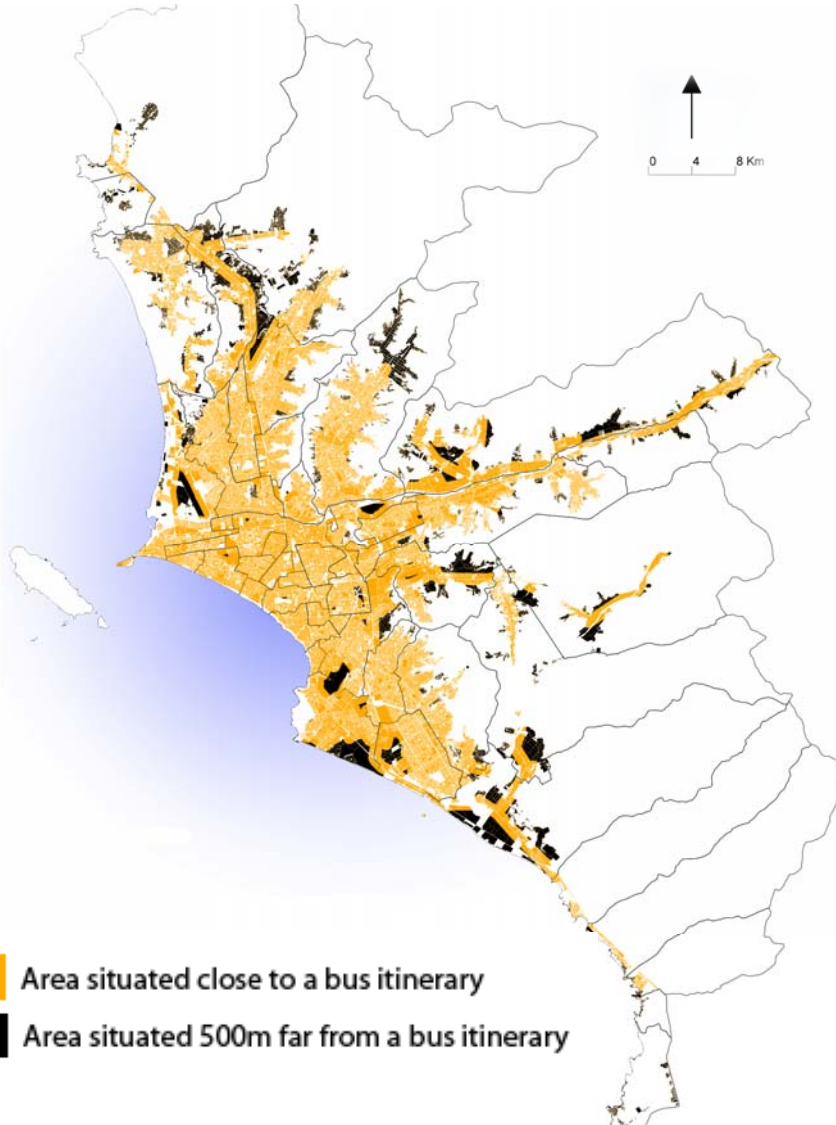 0 4 8 Km
Area situated close to a bus itinerary
Area situated 500m far from a bus itinerary